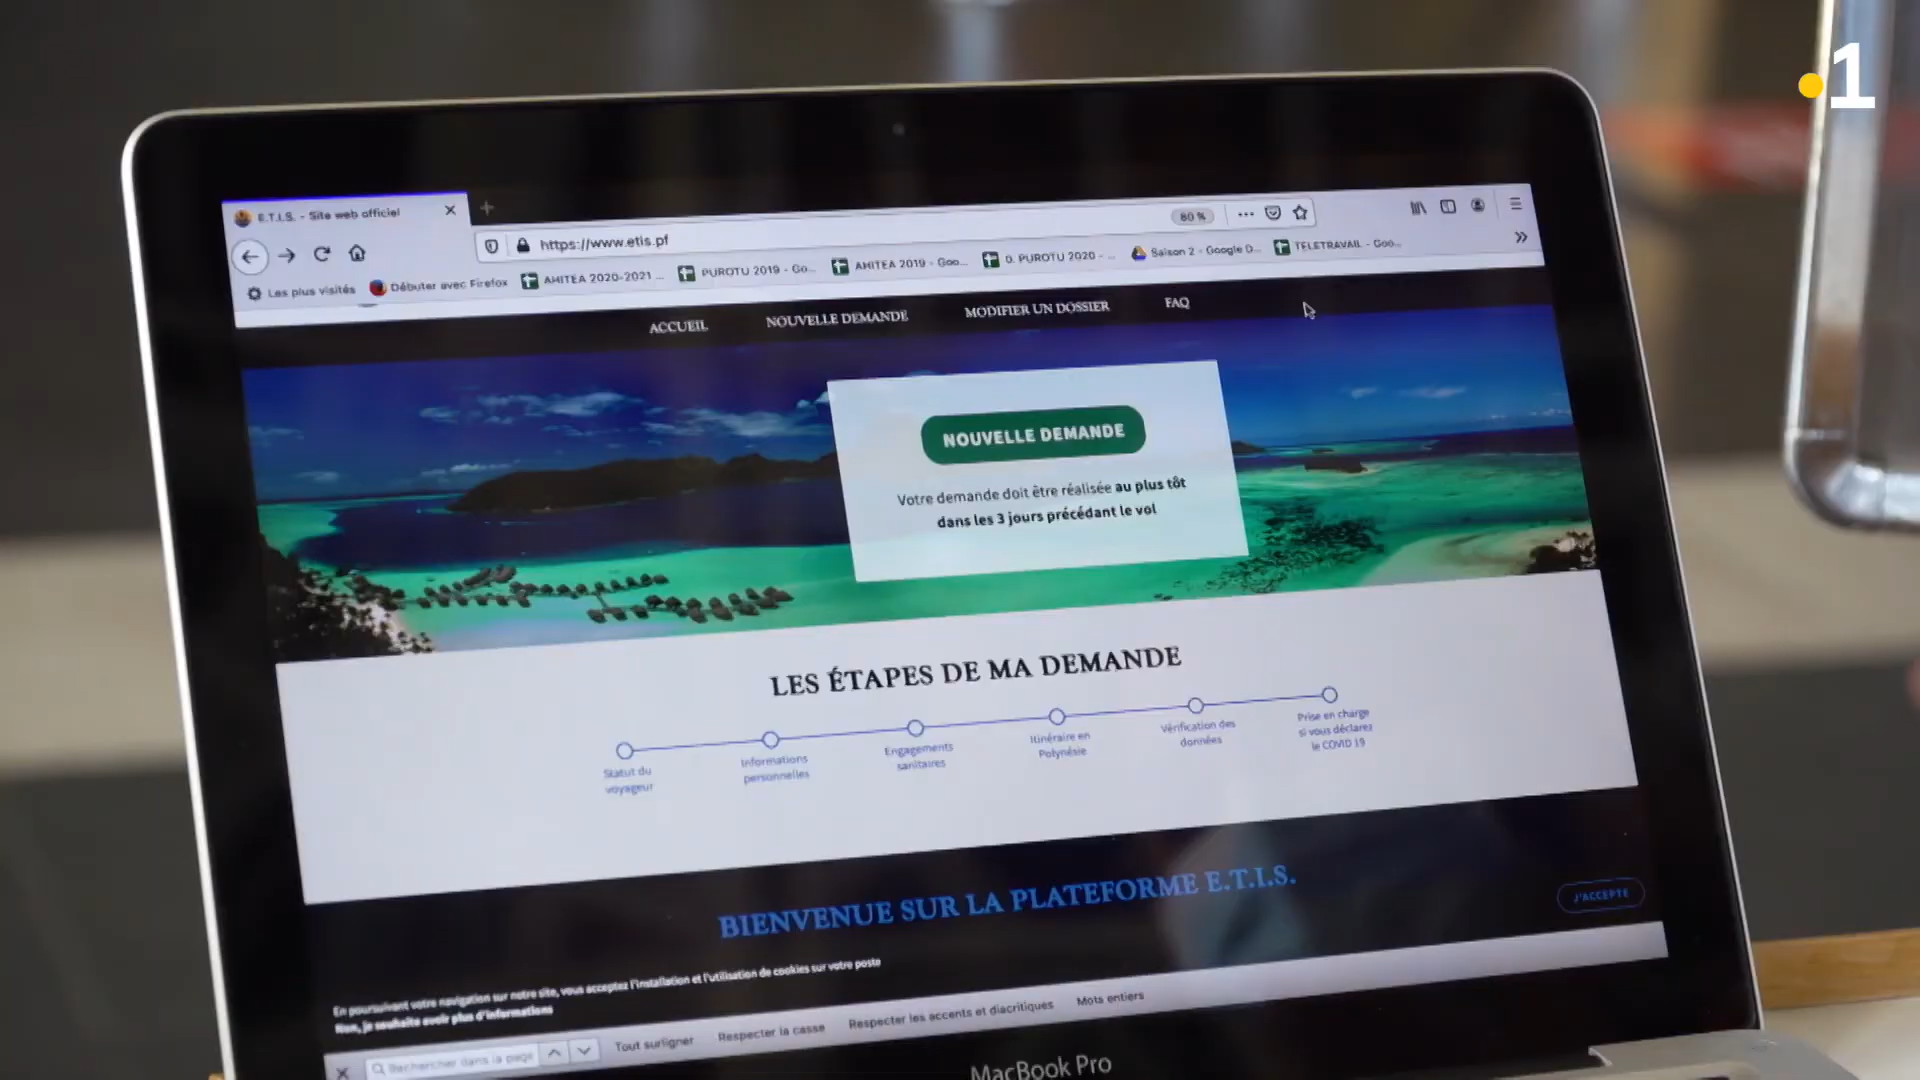 1
E.T.I.S. - Site web officiel
https://www.etis.pf
80 %
Les plus visités
Débuter avec Firefox
AHITEA 2020-2021 ...
PUROTU 2019 - Go...
AHITEA 2019 - Goo...
0. PUROTU 2020 - ...
Saison 2 - Google D...
TELETRAVAIL - Goo...
ACCUEIL
NOUVELLE DEMANDE
MODIFIER UN DOSSIER
FAQ
NOUVELLE DEMANDE
Votre demande doit être réalisée au plus tôt
dans les 3 jours précédant le vol
LES ÉTAPES DE MA DEMANDE
Statut du
voyageur
Informations
personnelles
Engagements
sanitaires
Itinéraire en
Polynésie
Vérification des
données
Prise en charge
si vous déclarez
le COVID 19
BIENVENUE SUR LA PLATEFORME E.T.I.S.
J'ACCEPTE
En poursuivant votre navigation sur notre site, vous acceptez l'installation et l'utilisation de cookies sur votre poste
Non, je souhaite avoir plus d'informations
Rechercher dans la page
Tout surligner
Respecter la casse
Respecter les accents et diacritiques
Mots entiers
MacBook Pro